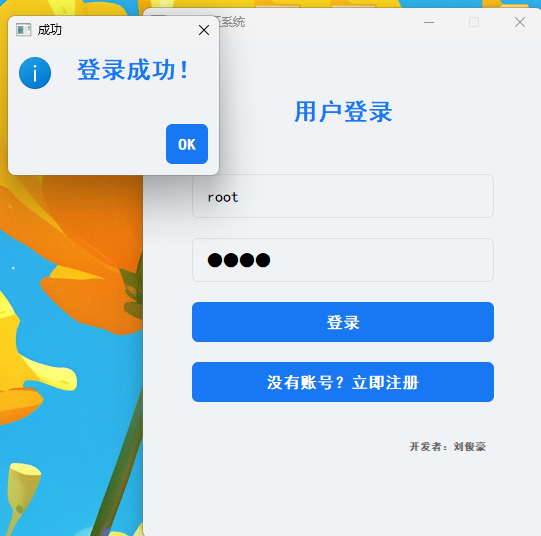 成功
登录成功！
OK
系统
用户登录
root
●●●●
登录
没有账号？立即注册
开发者：刘俊豪